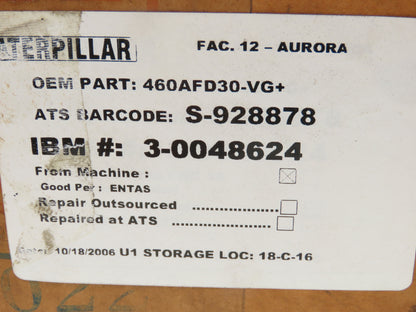 TERPILLAR FAC. 12 – AURORA
OEM PART: 460AFD30-VG+
ATS BARCODE: S-928878
IBM #: 3-0048624
From Machine :
Good Per : ENTAS
Repair Outsourced
Repaired at ATS
10/18/2006 U1 STORAGE LOC: 18-C-16